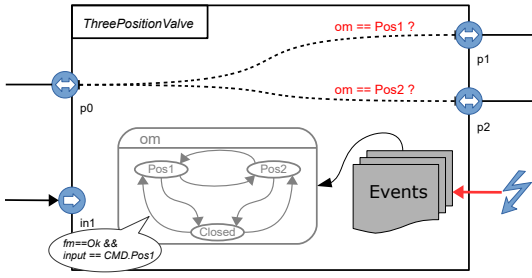 ThreePositionValve
om == Pos1 ?
p1
om == Pos2 ?
p0
p2
om
Pos1
Pos2
Events
in1
Closed
fm==Ok &&
input == CMD.Pos1